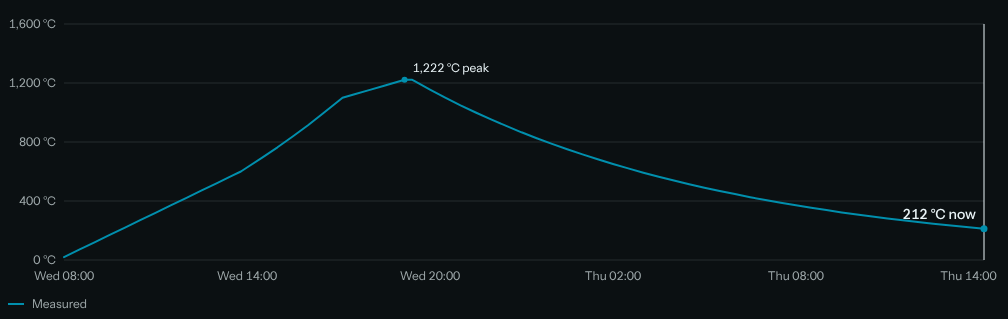 1,600 °C
1,222 °C peak
1,200 °C
800 °C
400 °C
212 °C now
0 °C
Wed 08:00 Wed 14:00 Wed 20:00 Thu 02:00 Thu 08:00 Thu 14:00
Measured